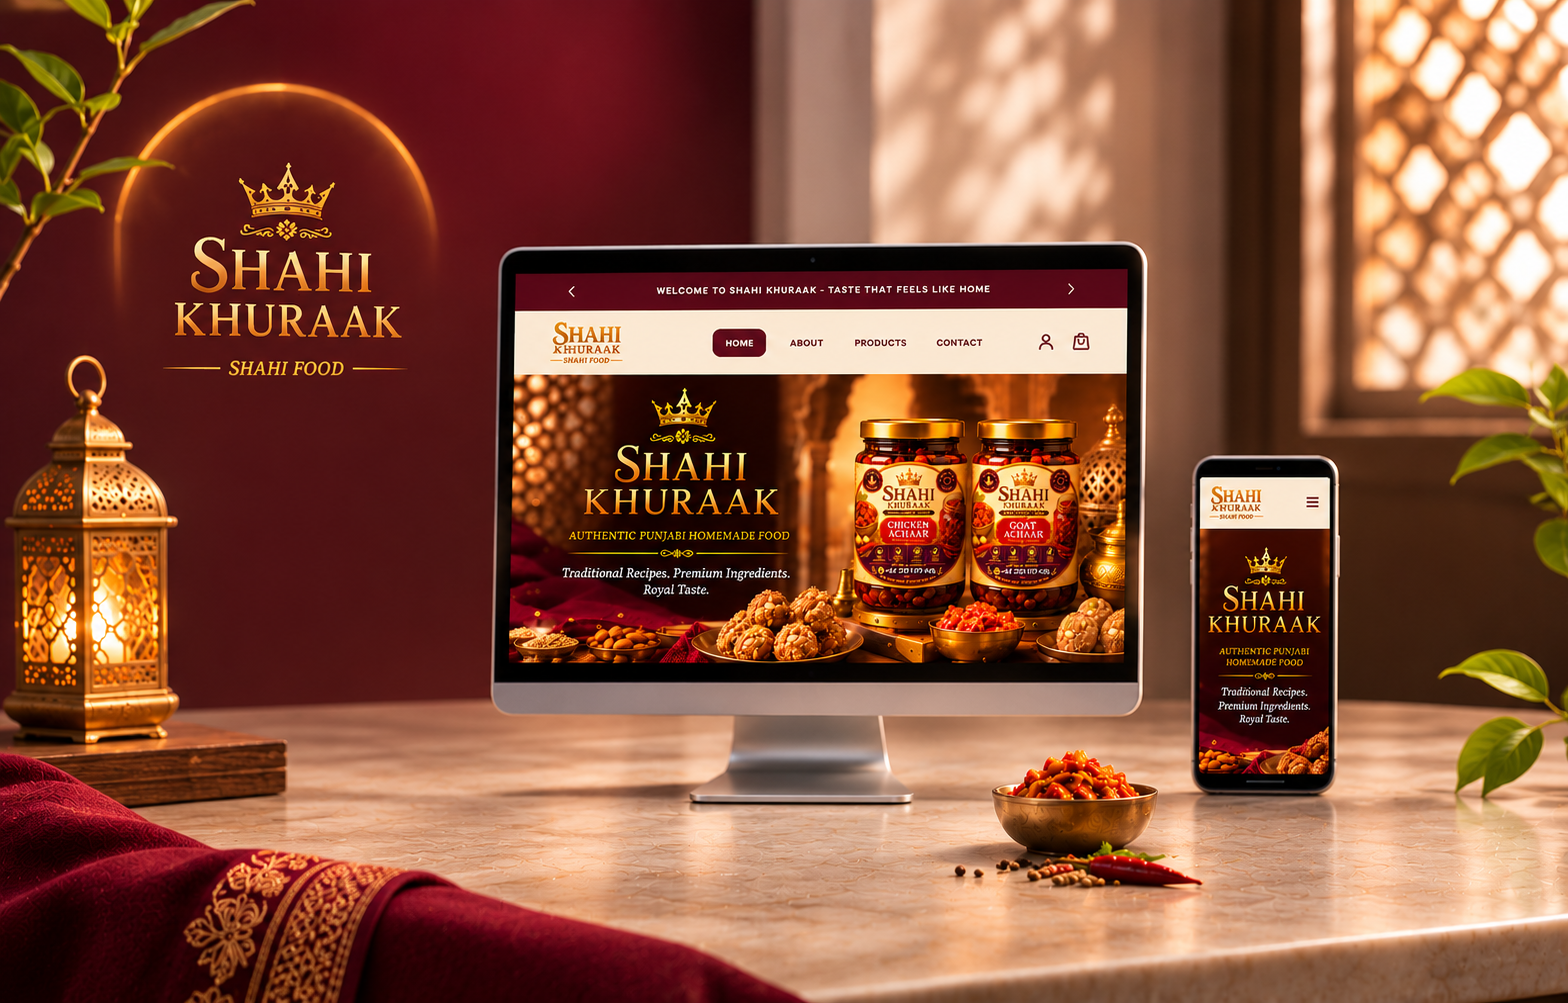 SHAHI
KHURAAK
SHAHI FOOD
WELCOME TO SHAHI KHURAAK - TASTE THAT FEELS LIKE HOME
SHAHI
KHURAAK
SHAHI FOOD
HOME
ABOUT
PRODUCTS
CONTACT
SHAHI
KHURAAK
AUTHENTIC PUNJABI HOMEMADE FOOD
Traditional Recipes. Premium Ingredients.
Royal Taste.
SHAHI
KHURAAK
CHICKEN
ACHAAR
SHAHI
KHURAAK
GOAT
ACHAAR
SHAHI
KHURAAK
SHAHI FOOD
SHAHI
KHURAAK
AUTHENTIC PUNJABI
HOMEMADE FOOD
Traditional Recipes.
Premium Ingredients.
Royal Taste.